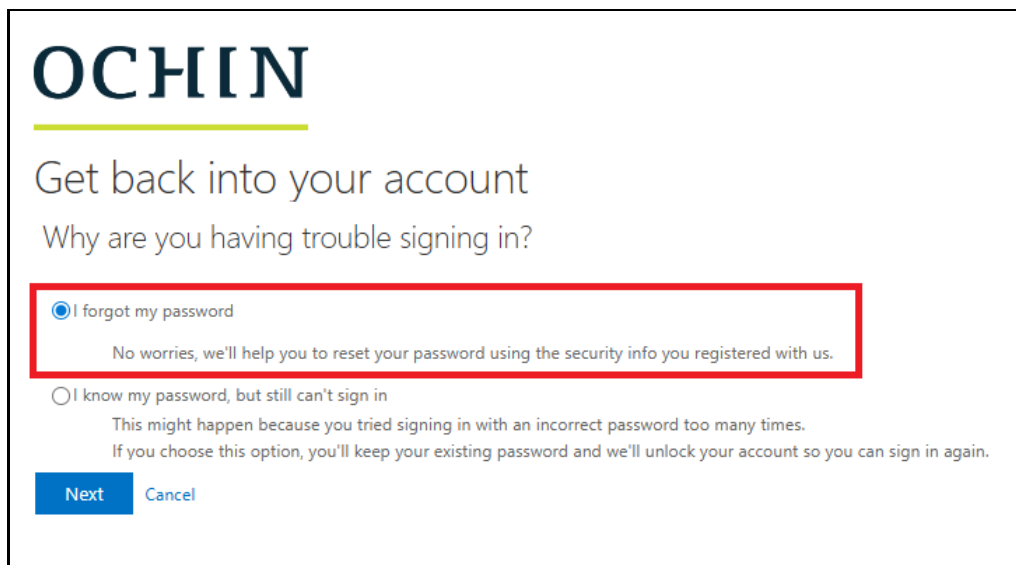 OCHIN
Get back into your account
Why are you having trouble signing in?
I forgot my password
No worries, we'll help you to reset your password using the security info you registered with us.
I know my password, but still can't sign in
This might happen because you tried signing in with an incorrect password too many times.
If you choose this option, you'll keep your existing password and we'll unlock your account so you can sign in again.
Next Cancel